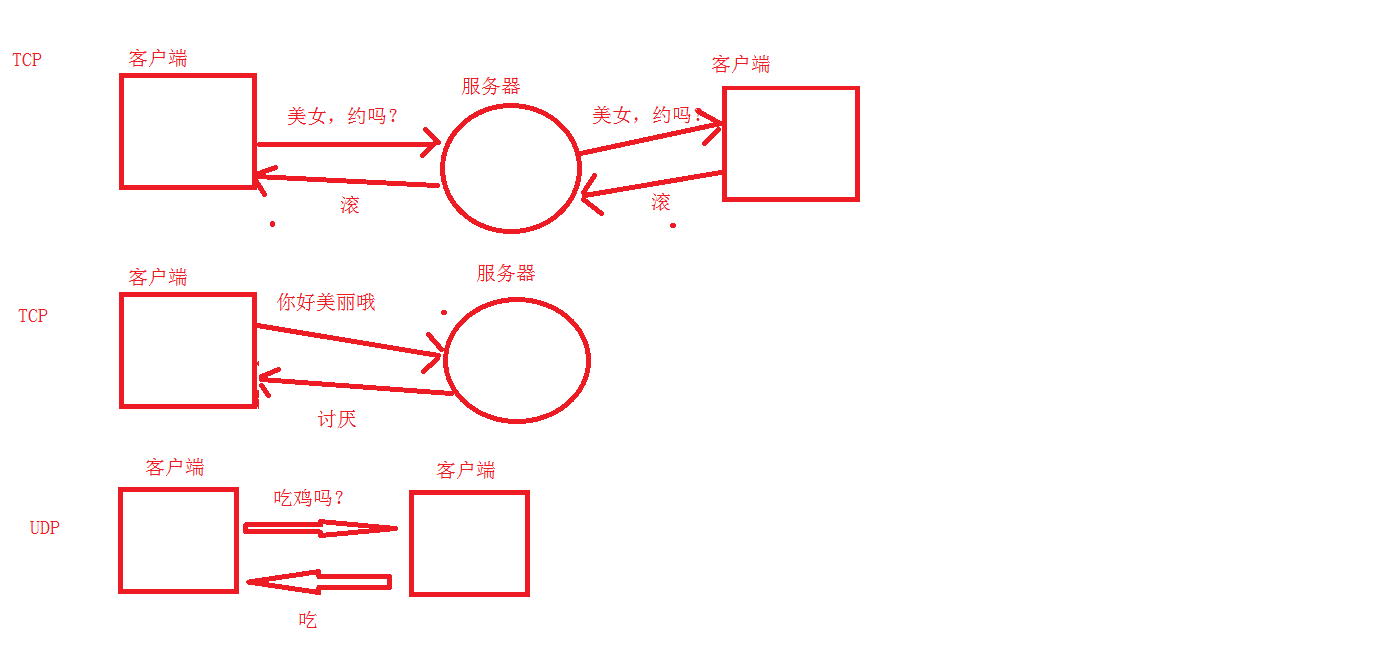 TCP
客户端
服务器
客户端
美女，约吗?
美女，约吗?
滚
滚
客户端
服务器
TCP
你好美丽哦
讨厌
客户端
客户端
吃鸡吗?
UDP
吃